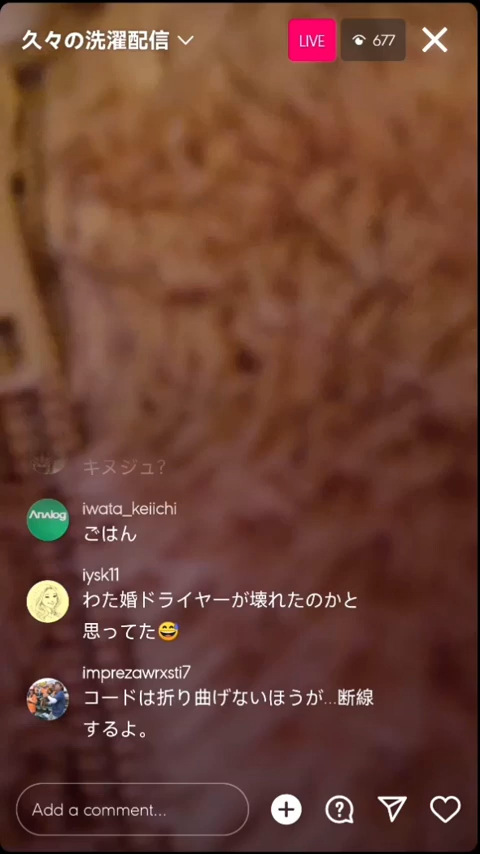 久々の洗濯配信
LIVE
677
キヌジュ?
iwata_keiichi
Analog
ごはん
iysk11
わた婚ドライヤーが壊れたのかと
思ってた😅
imprezawrxsti7
コードは折り曲げないほうが...断線
するよ。
Add a comment...